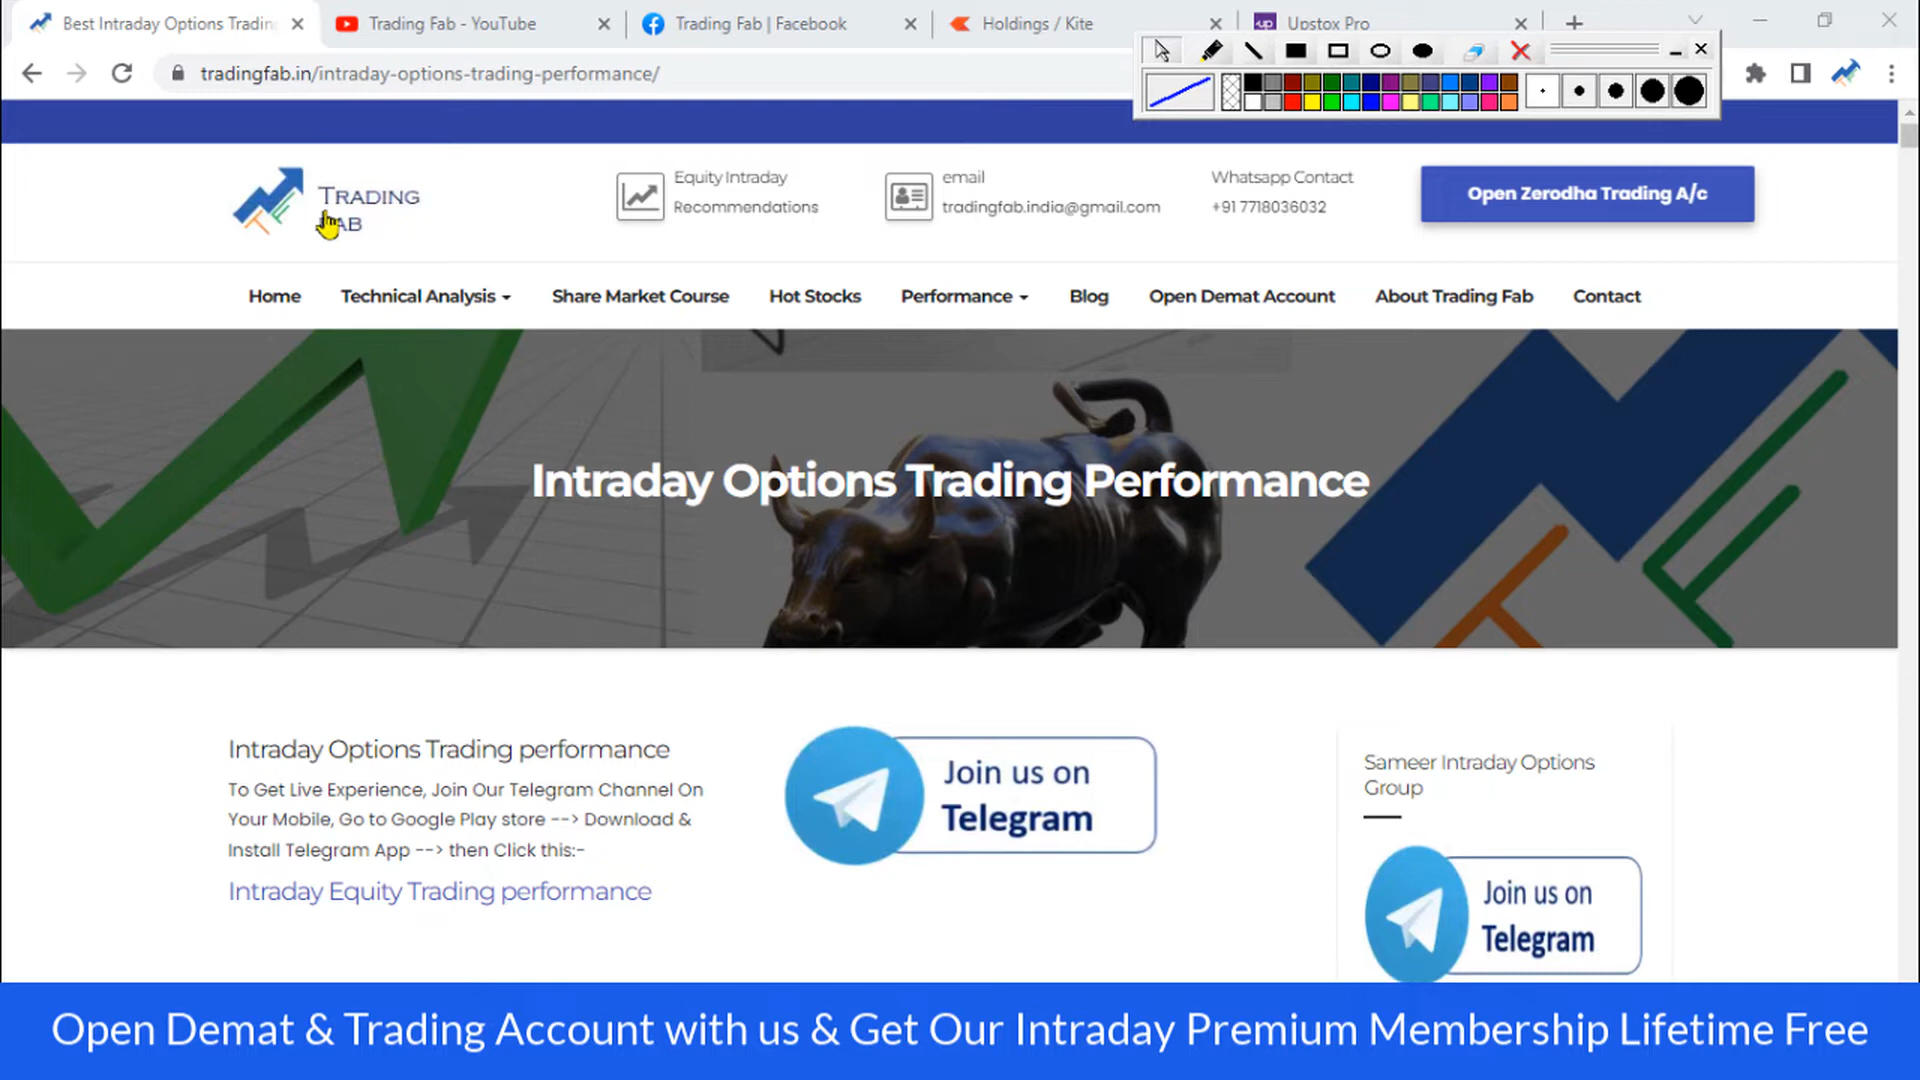 Best Intraday Options Tradin
Trading Fab - YouTube
Trading Fab | Facebook
Holdings / Kite
up
Upstox Pro
tradingfab.in/intraday-options-trading-performance/
TRADING
FAB
Equity Intraday
Recommendations
email
tradingfab.india@gmail.com
Whatsapp Contact
+91 7718036032
Open Zerodha Trading A/c
Home
Technical Analysis
Share Market Course
Hot Stocks
Performance
Blog
Open Demat Account
About Trading Fab
Contact
Intraday Options Trading Performance
Intraday Options Trading performance
To Get Live Experience, Join Our Telegram Channel On
Your Mobile, Go to Google Play store --> Download &
Install Telegram App --> then Click this:-
Intraday Equity Trading performance
Join us on
Telegram
Sameer Intraday Options
Group
Join us on
Telegram
Open Demat & Trading Account with us & Get Our Intraday Premium Membership Lifetime Free